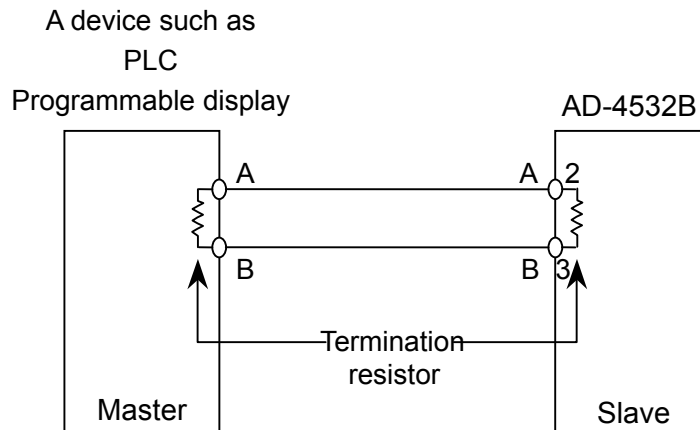 A device such as
PLC
Programmable display
AD-4532B
A
A 2
B
B 3
Termination
resistor
Master
Slave